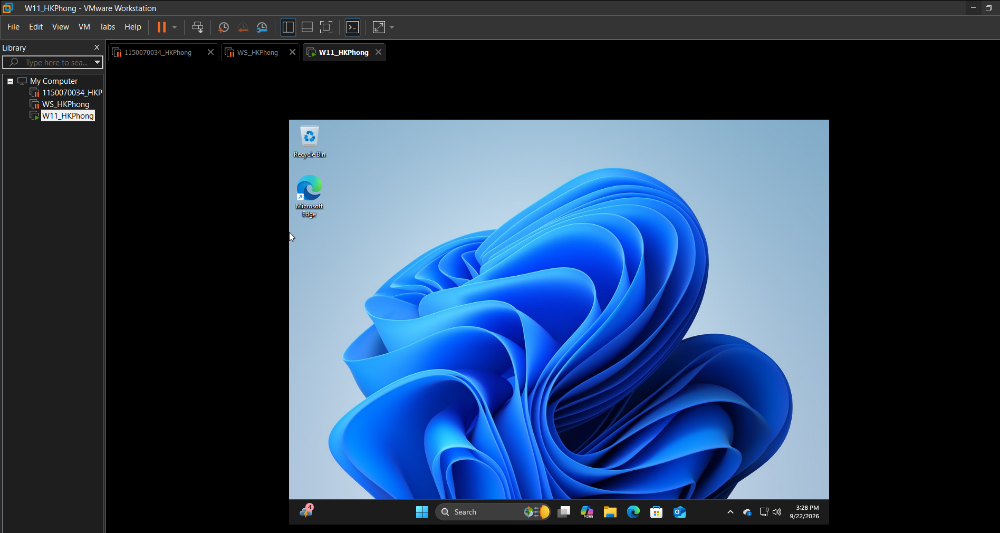 W11_HKPhong - VMware Workstation
File Edit View VM Tabs Help
Library
Type here to sea...
My Computer
1150070034_HKP
WS_HKPhong
W11_HKPhong
1150070034_HKPhong
WS_HKPhong
W11_HKPhong
Recycle Bin
Microsoft
Edge
4
Search
M365
3:28 PM
9/22/2026